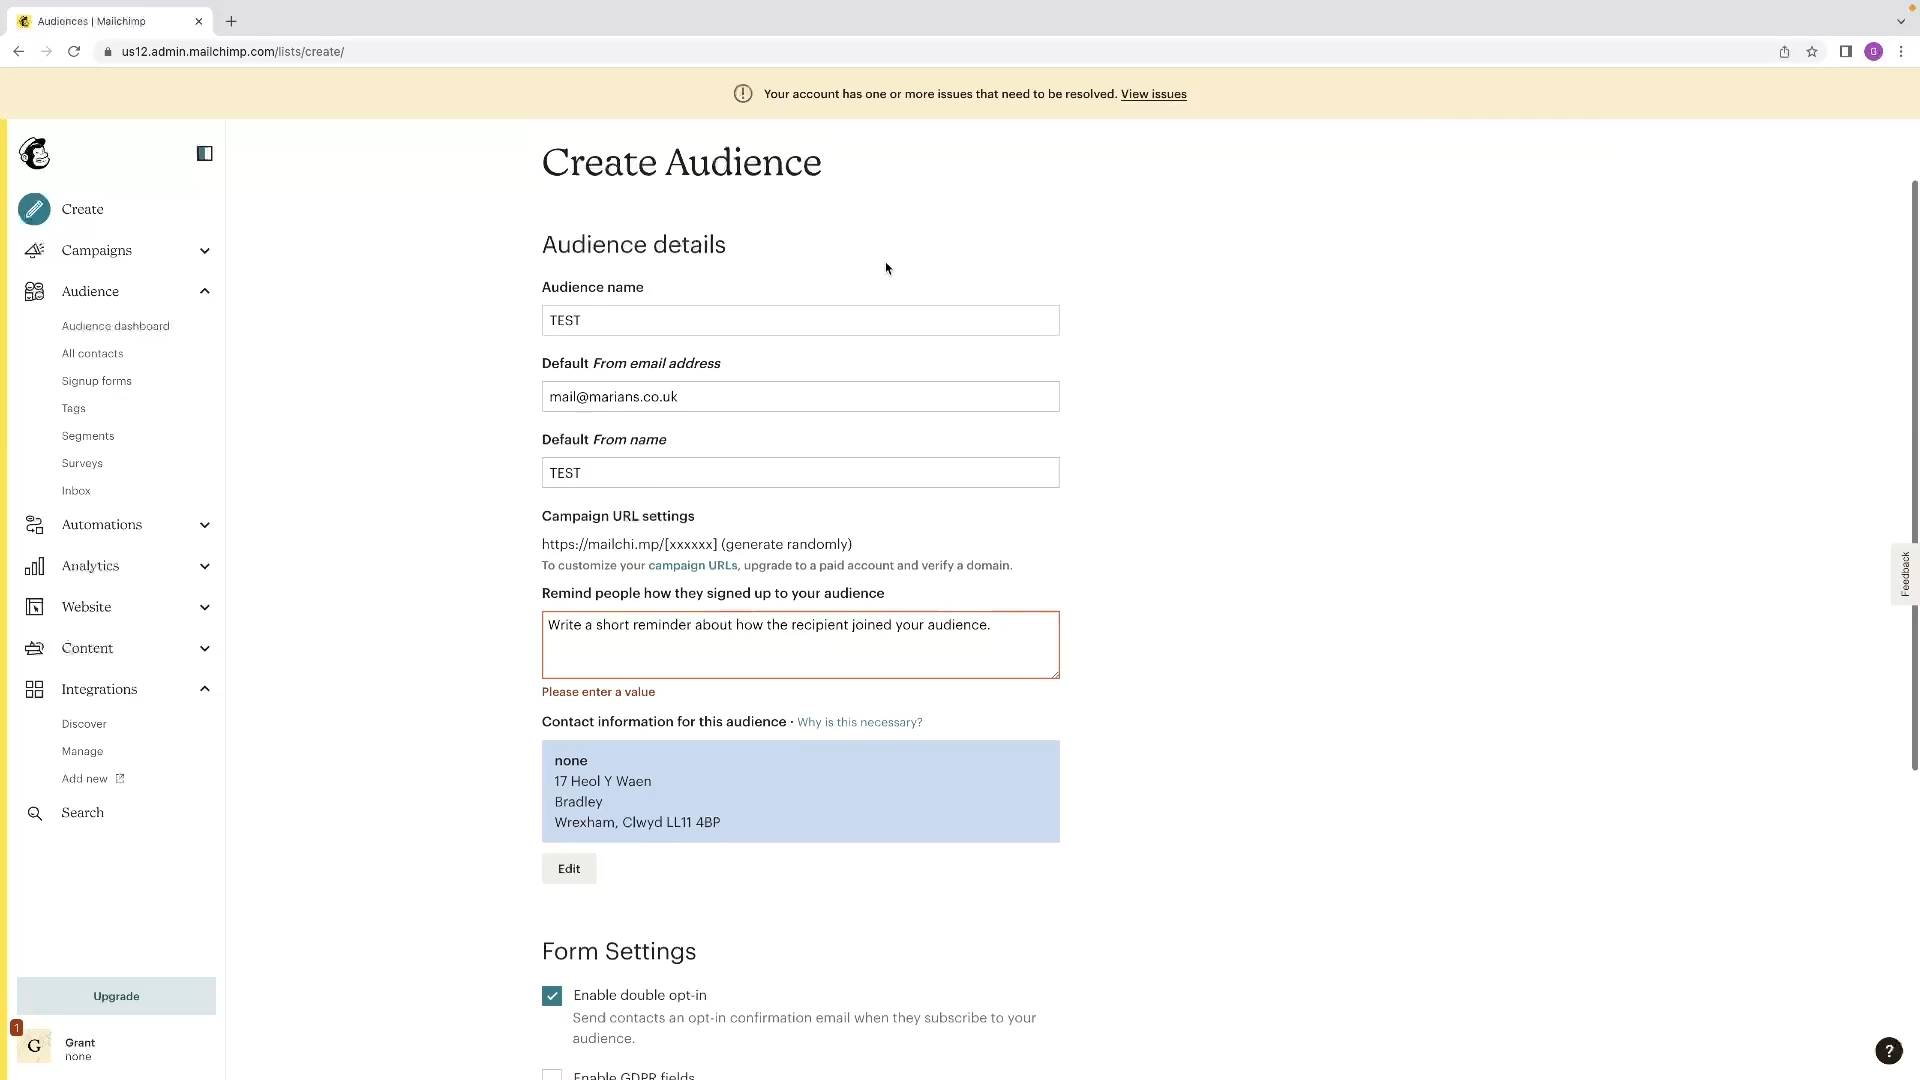 Audiences | Mailchimp
us12.admin.mailchimp.com/lists/create/
G
Your account has one or more issues that need to be resolved. View issues
Create
Campaigns
Audience
Audience dashboard
All contacts
Signup forms
Tags
Segments
Surveys
Inbox
Automations
Analytics
Website
Content
Integrations
Discover
Manage
Add new
Search
Upgrade
1
G
Grant
none
Create Audience
Audience details
Audience name
TEST
Default From email address
mail@marians.co.uk
Default From name
TEST
Campaign URL settings
https://mailchi.mp/[xxxxxx] (generate randomly)
To customize your campaign URLs, upgrade to a paid account and verify a domain.
Remind people how they signed up to your audience
Write a short reminder about how the recipient joined your audience.
Please enter a value
Contact information for this audience · Why is this necessary?
none
17 Heol Y Waen
Bradley
Wrexham, Clwyd LL11 4BP
Edit
Form Settings
Enable double opt-in
Send contacts an opt-in confirmation email when they subscribe to your
audience.
Enable GDPR fields
Feedback
?